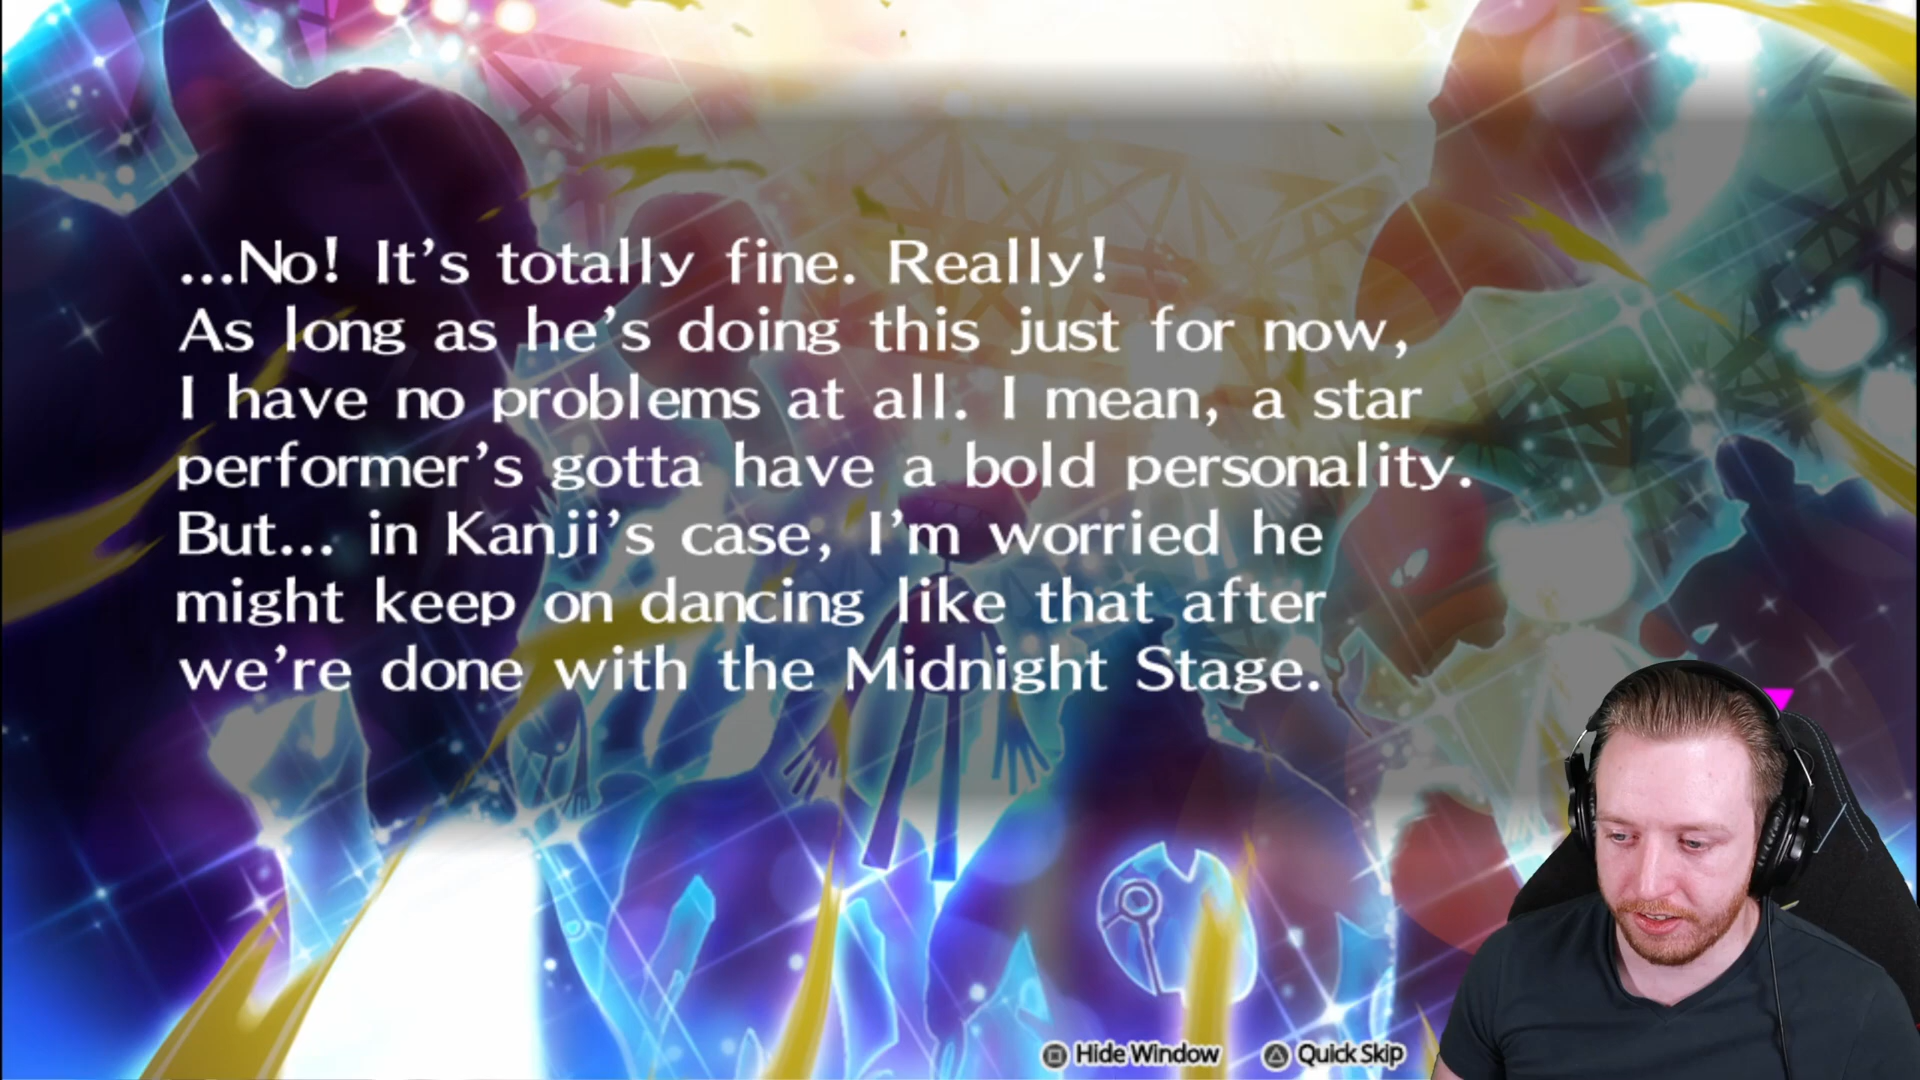 ...No! It's totally fine. Really!
As long as he's doing this just for now,
I have no problems at all. I mean, a star
performer's gotta have a bold personality.
But... in Kanji's case, I'm worried he
might keep on dancing like that after
we're done with the Midnight Stage.
Hide Window Quick Skip